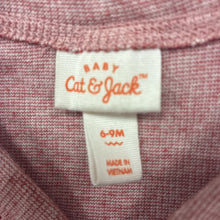 BABY
Cat & Jack™
6-9M
MADE IN
VIETNAM